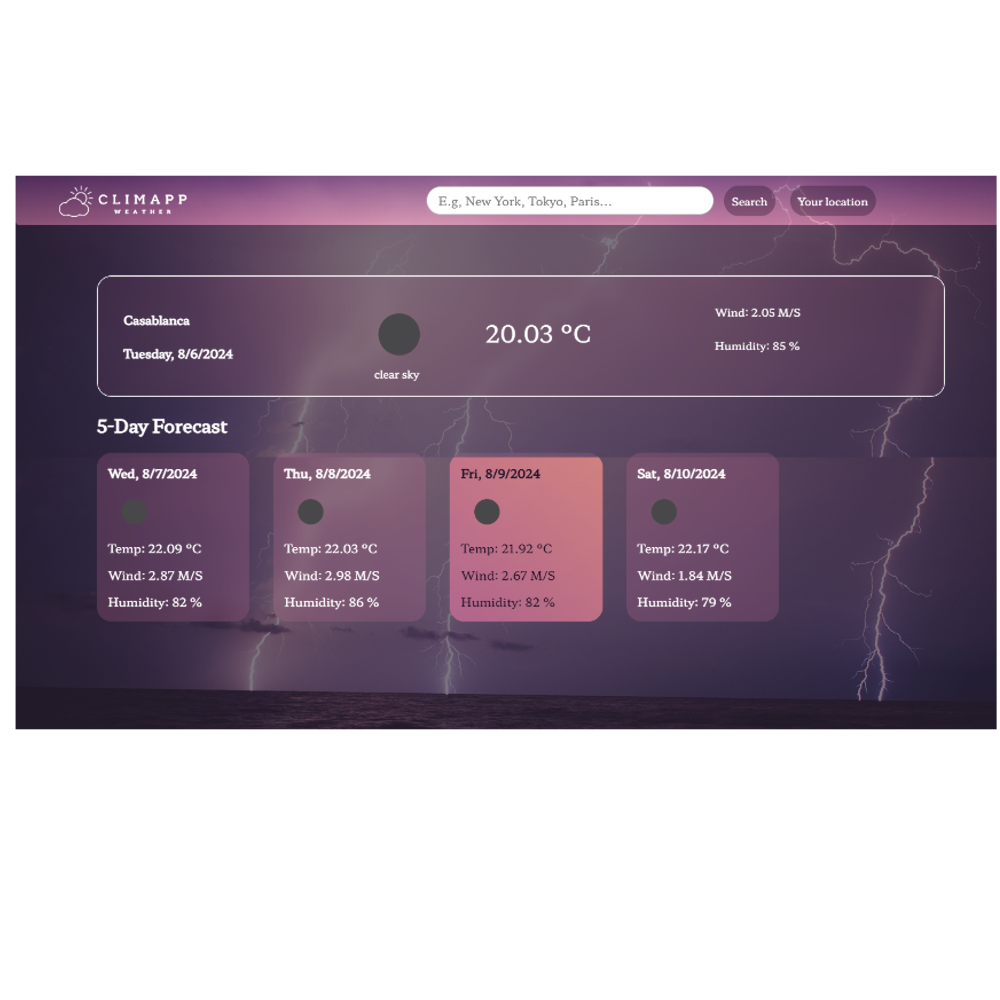 CLIMAPP
WEATHER
E.g, New York, Tokyo, Paris...
Search
Your location
Casablanca
Tuesday, 8/6/2024
clear sky
20.03 °C
Wind: 2.05 M/S
Humidity: 85 %
5-Day Forecast
Wed, 8/7/2024
Temp: 22.09 °C
Wind: 2.87 M/S
Humidity: 82 %
Thu, 8/8/2024
Temp: 22.03 °C
Wind: 2.98 M/S
Humidity: 86 %
Fri, 8/9/2024
Temp: 21.92 °C
Wind: 2.67 M/S
Humidity: 82 %
Sat, 8/10/2024
Temp: 22.17 °C
Wind: 1.84 M/S
Humidity: 79 %